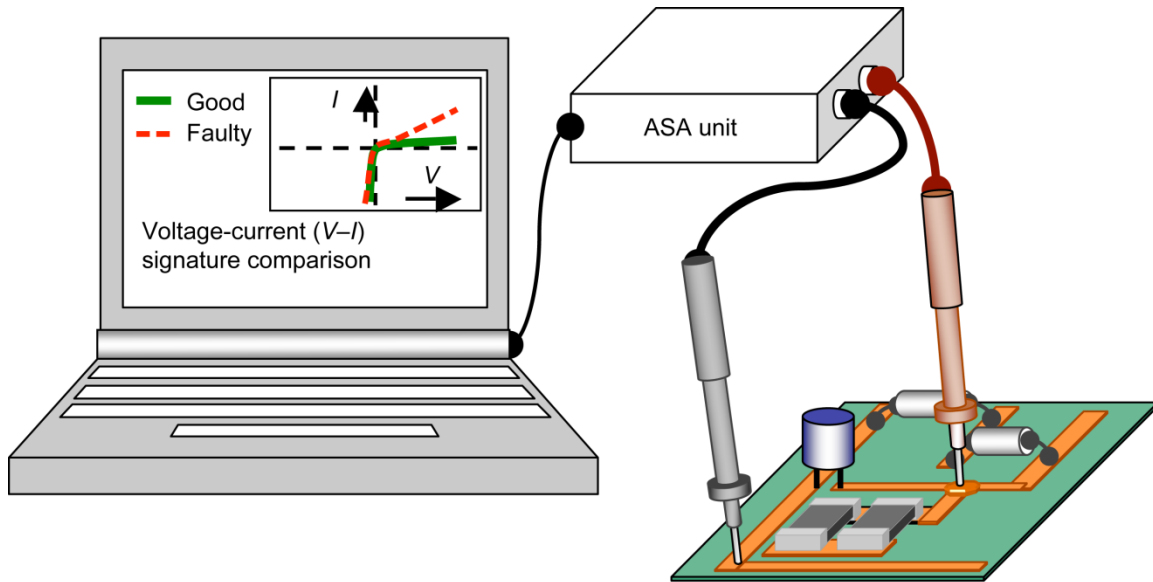 Good
Faulty
I
V
Voltage-current (V–I)
signature comparison
ASA unit